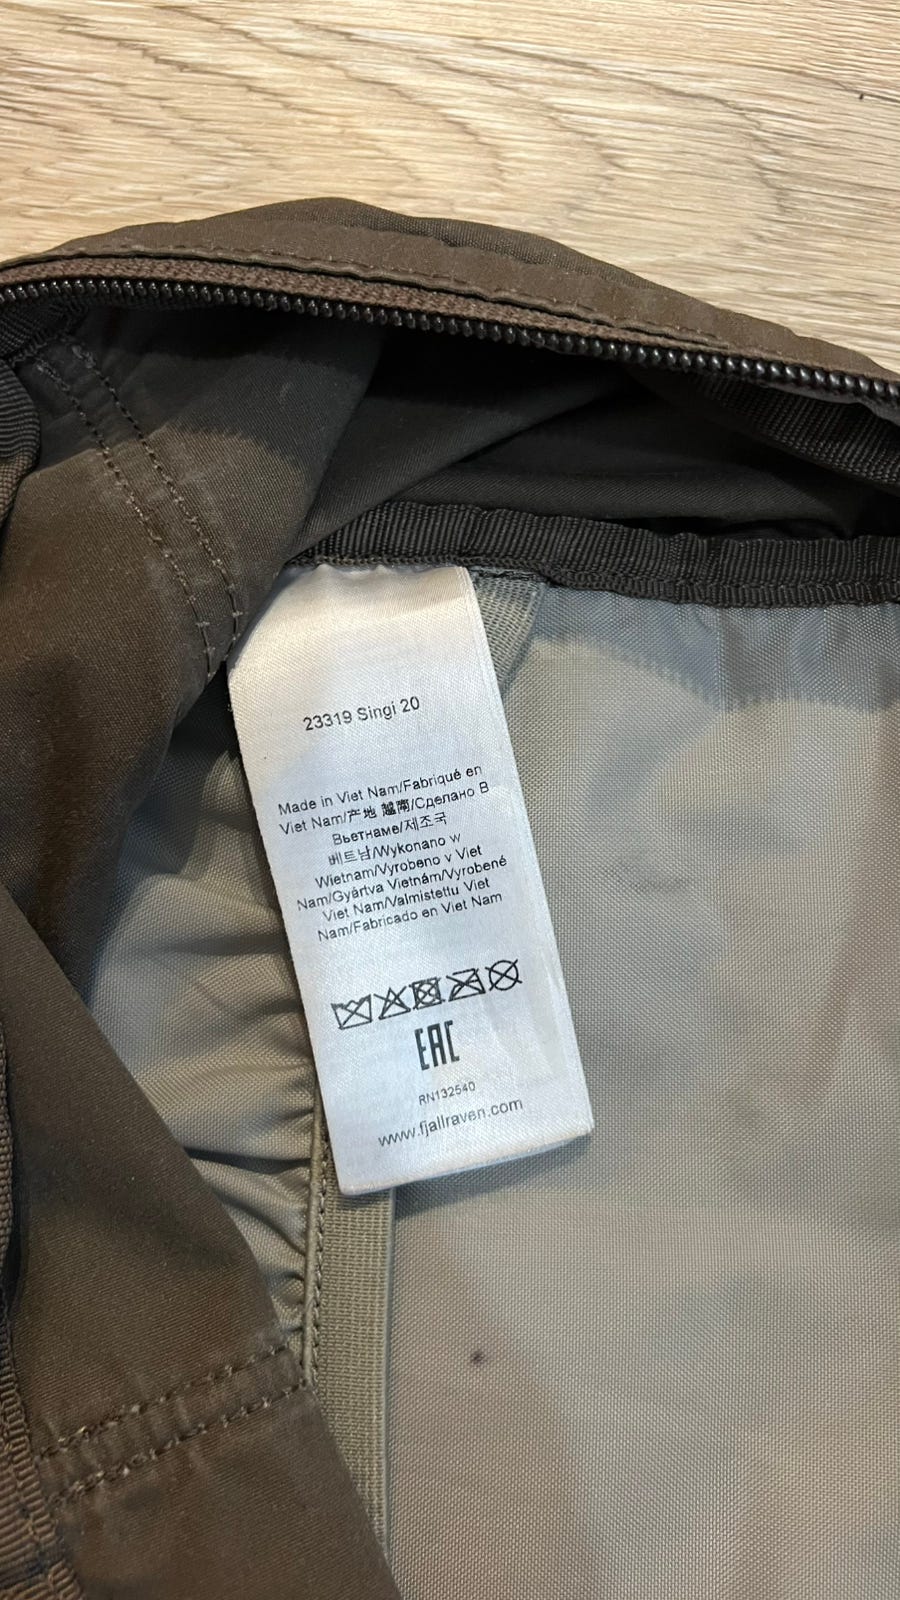 23319 Singi 20
Made in Viet Nam/Fabriqué en
Viet Nam/产地 越南/Сделано В
Вьетнаме/제조국
베트남/Wykonano w
Wietnam/Vyrobeno v Viet
Nam/Gyártva Vietnám/Vyrobené
Viet Nam/Valmistettu Viet
Nam/Fabricado en Viet Nam
EAC
RN132540
www.fjallraven.com